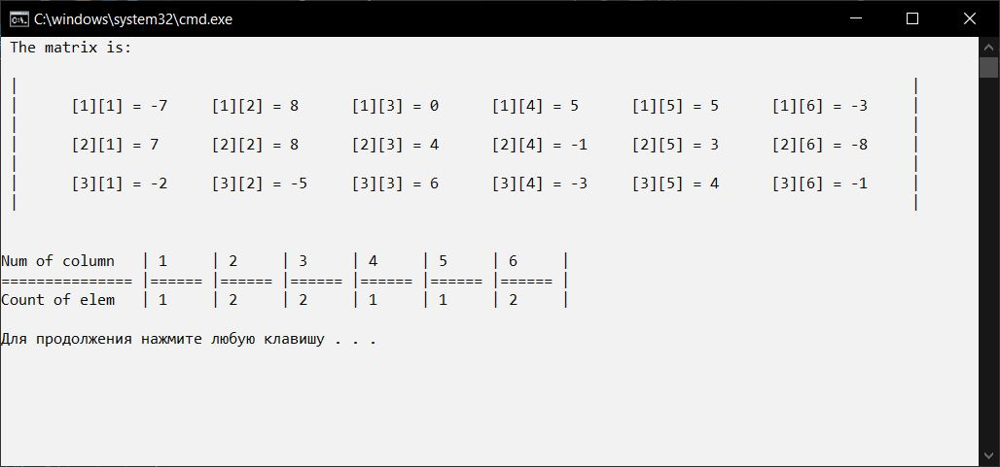 C:\windows\system32\cmd.exe
The matrix is:
|                                                                                                      |
|      [1][1] = -7     [1][2] = 8      [1][3] = 0      [1][4] = 5      [1][5] = 5      [1][6] = -3     |
|                                                                                                      |
|      [2][1] = 7      [2][2] = 8      [2][3] = 4      [2][4] = -1     [2][5] = 3      [2][6] = -8     |
|                                                                                                      |
|      [3][1] = -2     [3][2] = -5     [3][3] = 6      [3][4] = -3     [3][5] = 4      [3][6] = -1     |
|                                                                                                      |
Num of column   | 1     | 2     | 3     | 4     | 5     | 6     |
=============== |====== |====== |====== |====== |====== |====== |
Count of elem   | 1     | 2     | 2     | 1     | 1     | 2     |
Для продолжения нажмите любую клавишу . . .